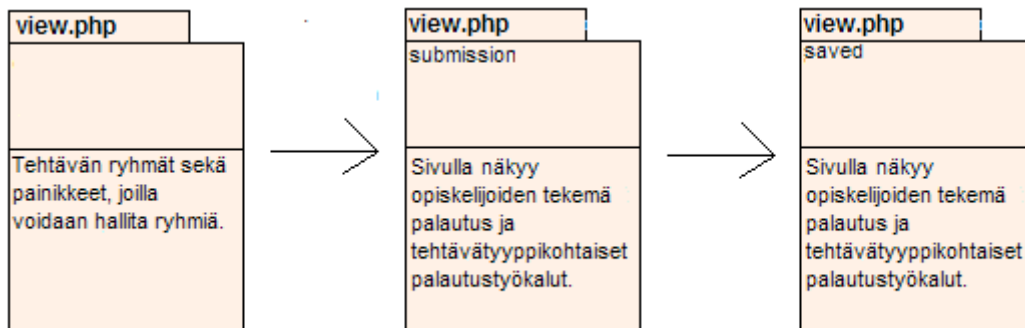 view.php
Tehtävän ryhmät sekä
painikkeet, joilla
voidaan hallita ryhmiä.
view.php
submission
Sivulla näkyy
opiskelijoiden tekemä
palautus ja
tehtävätyyppikohtaiset
palautustyökalut.
view.php
saved
Sivulla näkyy
opiskelijoiden tekemä
palautus ja
tehtävätyyppikohtaiset
palautustyökalut.